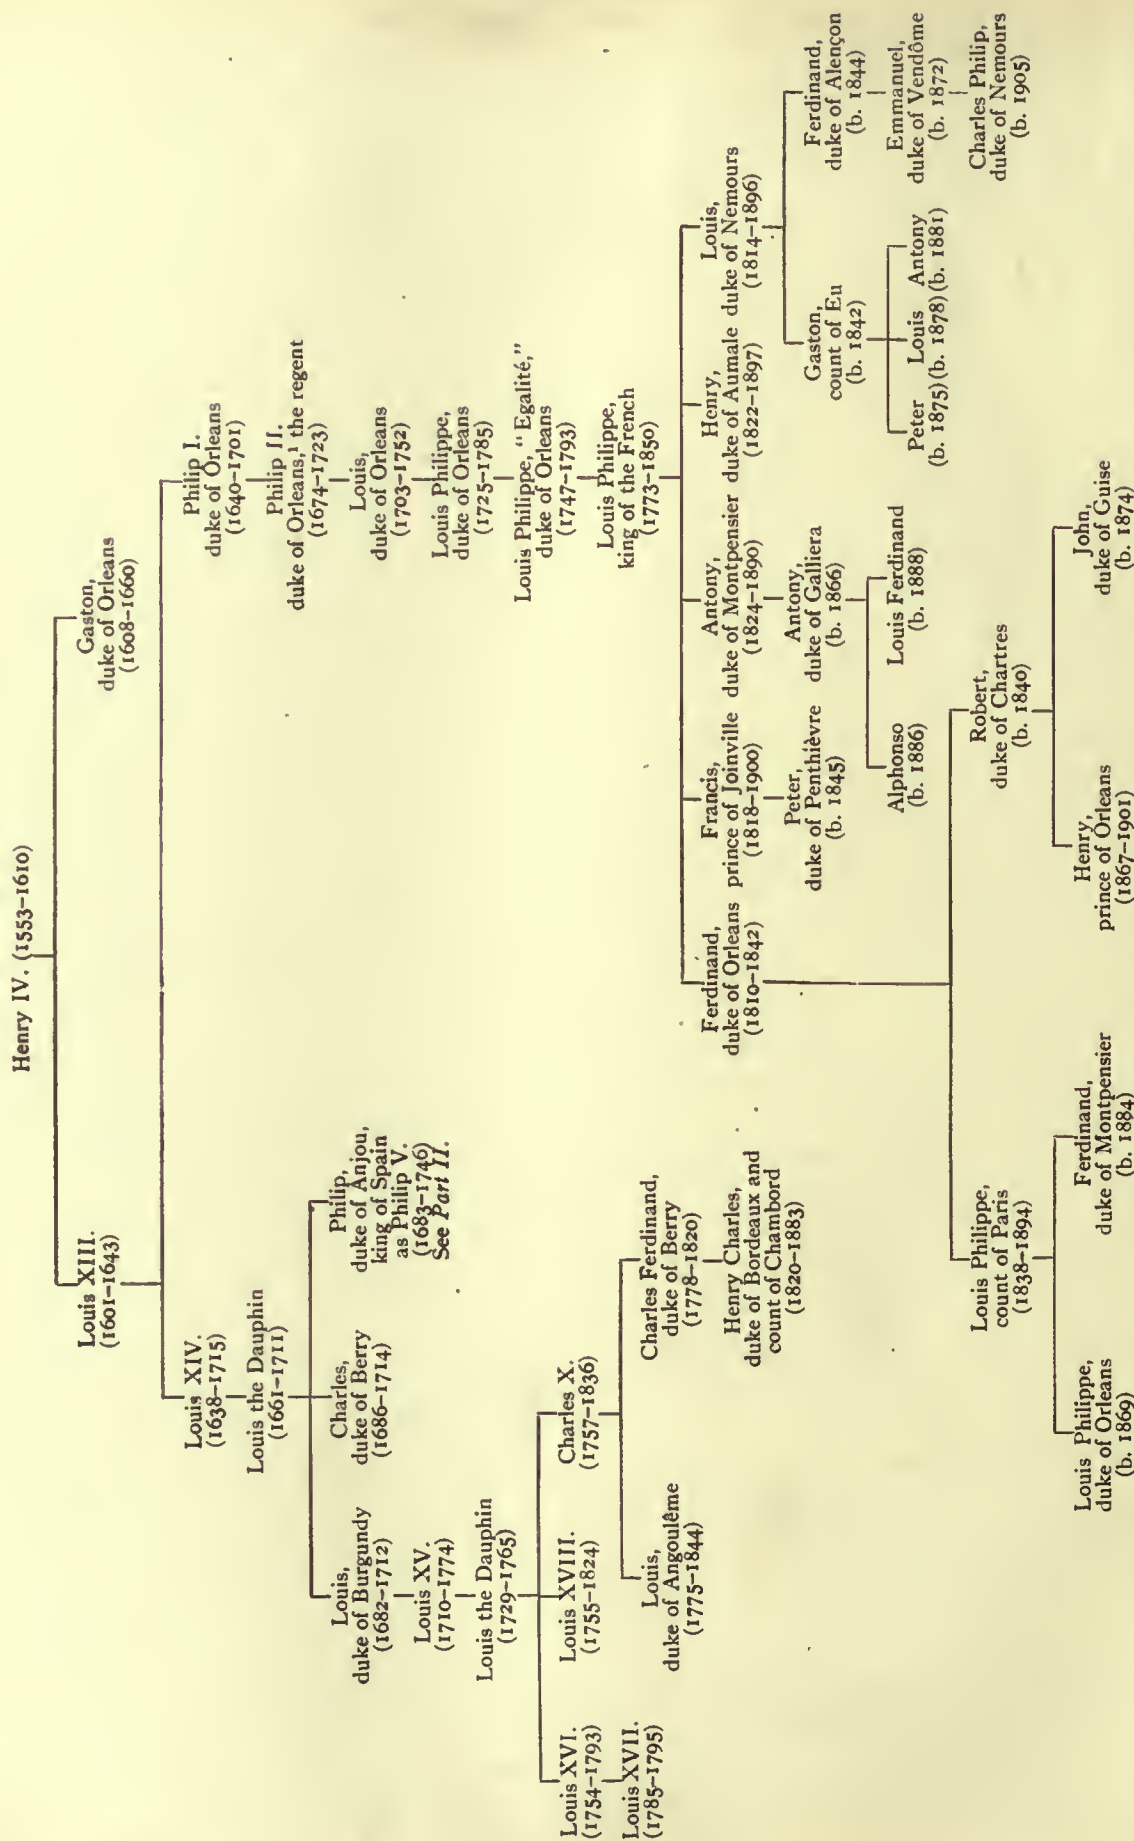 Henry IV. (1553–1610)
Louis XIII.
(1601–1643)
Gaston,
duke of Orleans
(1608–1660)
Louis XIV.
(1638–1715)
Philip I.
duke of Orleans
(1640–1701)
Louis the Dauphin
(1661–1711)
Philip II.
duke of Orleans,¹ the regent
(1674–1723)
Louis,
duke of Burgundy
(1682–1712)
Charles,
duke of Berry
(1686–1714)
Philip,
duke of Anjou,
king of Spain
as Philip V.
(1683–1746)
See Part II.
Louis,
duke of Orleans
(1703–1752)
Louis XV.
(1710–1774)
Louis Philippe,
duke of Orleans
(1725–1785)
Louis the Dauphin
(1729–1765)
Louis Philippe, “ Egalité,”
duke of Orleans
(1747–1793)
Louis XVI.
(1754–1793)
Louis XVIII.
(1755–1824)
Charles X.
(1757–1836)
Louis Philippe,
king of the French
(1773–1850)
Louis XVII.
(1785–1795)
Louis,
duke of Angoulême
(1775–1844)
Charles Ferdinand,
duke of Berry
(1778–1820)
Henry Charles,
duke of Bordeaux and
count of Chambord
(1820–1883)
Ferdinand,
duke of Orleans
(1810–1842)
Francis,
prince of Joinville
(1818–1900)
Antony,
duke of Montpensier
(1824–1890)
Henry,
duke of Aumale
(1822–1897)
Louis,
duke of Nemours
(1814–1896)
Peter,
duke of Penthièvre
(b. 1845)
Antony,
duke of Galliera
(b. 1866)
Gaston,
count of Eu
(b. 1842)
Ferdinand,
duke of Alençon
(b. 1844)
Alphonso
(b. 1886)
Louis Ferdinand
(b. 1888)
Peter
(b. 1875)
Louis
(b. 1878)
Antony
(b. 1881)
Emmanuel,
duke of Vendôme
(b. 1872)
Charles Philip,
duke of Nemours
(b. 1905)
Louis Philippe,
count of Paris
(1838–1894)
Robert,
duke of Chartres
(b. 1840)
Louis Philippe,
duke of Orleans
(b. 1869)
Ferdinand,
duke of Montpensier
(b. 1884)
Henry,
prince of Orleans
(1867–1901)
John,
duke of Guise
(b. 1874)